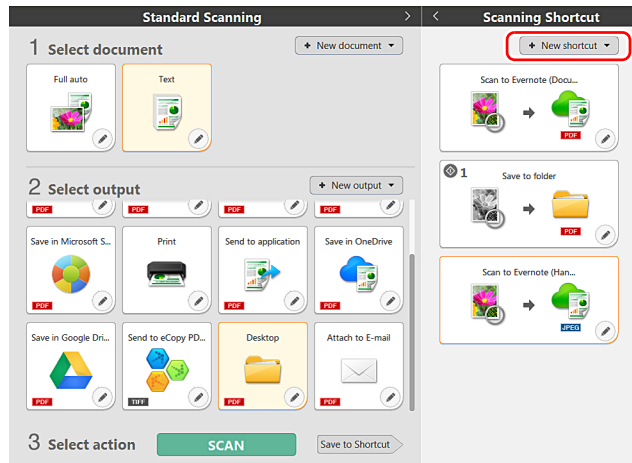 Standard Scanning >
1 Select document
+ New document
Full auto
Text
2 Select output
+ New output
PDF PDF PDF PDF
Save in Microsoft S... Print Send to application Save in OneDrive
PDF PDF PDF
Save in Google Dri... Send to eCopy PD... Desktop Attach to E-mail
PDF TIFF PDF PDF
3 Select action
SCAN
Save to Shortcut
< Scanning Shortcut
+ New shortcut
Scan to Evernote (Docu...
PDF
1 Save to folder
PDF
Scan to Evernote (Han...
JPEG